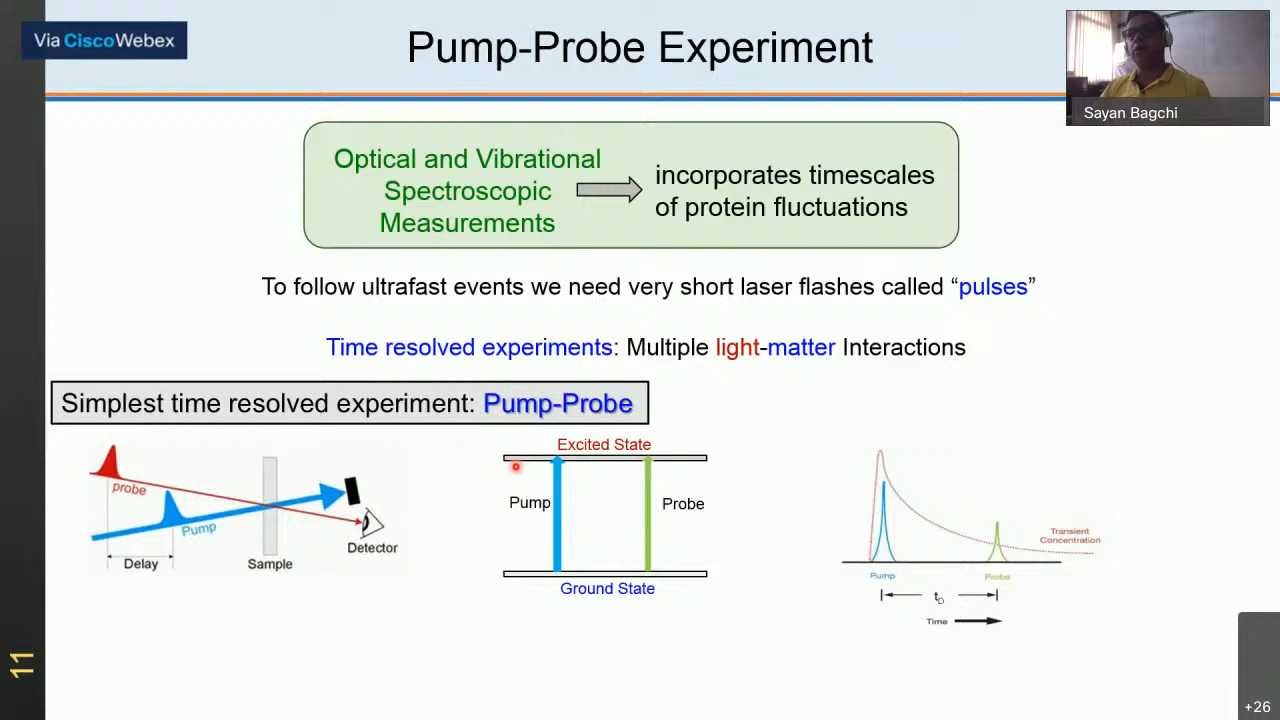 Via CiscoWebex
Pump-Probe Experiment
Sayan Bagchi
Optical and Vibrational
Spectroscopic
Measurements
incorporates timescales
of protein fluctuations
To follow ultrafast events we need very short laser flashes called “pulses”
Time resolved experiments: Multiple light-matter Interactions
Simplest time resolved experiment: Pump-Probe
probe
Pump
Delay
Sample
Detector
Excited State
Pump
Probe
Ground State
Transient
Concentration
Pump
Probe
tD
Time
11
+26